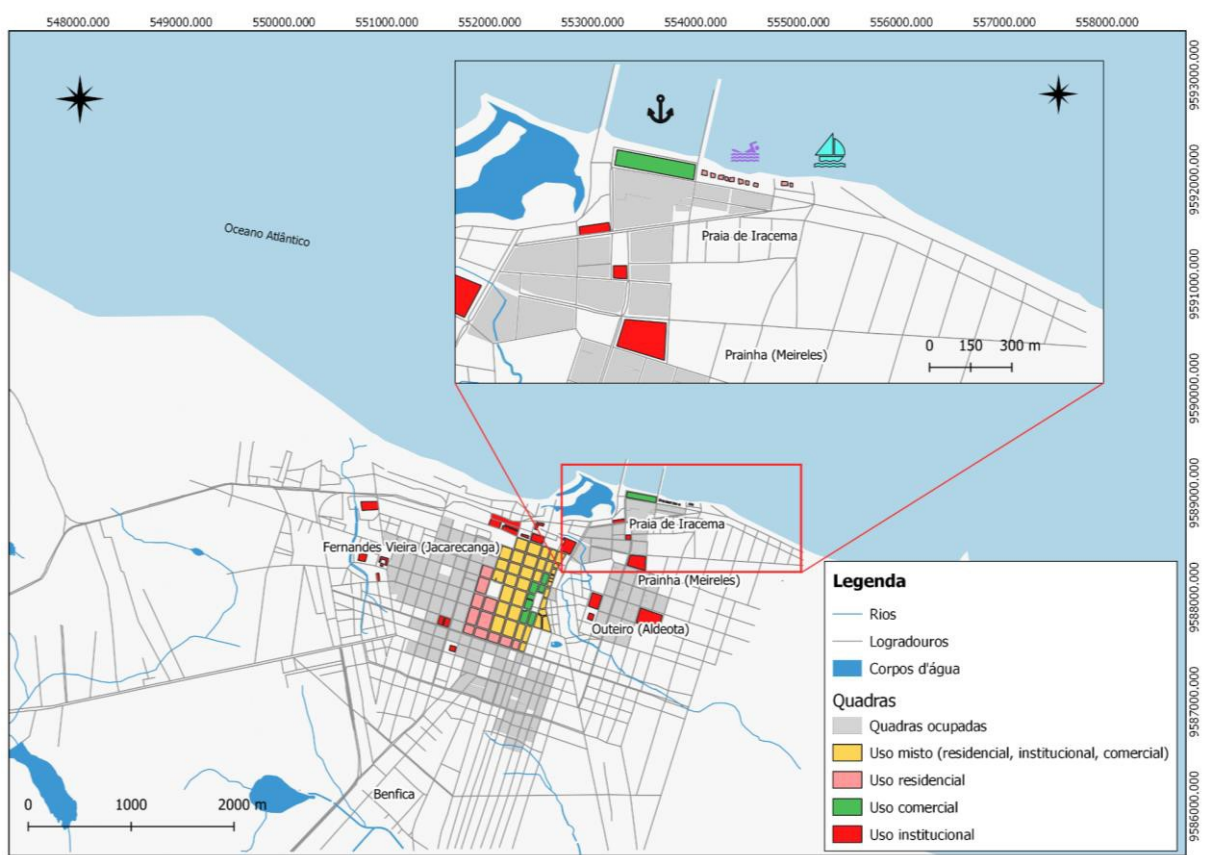 548000.000 549000.000 550000.000 551000.000 552000.000 553000.000 554000.000 555000.000 556000.000 557000.000 558000.000
9593000.000
9592000.000
9591000.000
9590000.000
9589000.000
9588000.000
9587000.000
9586000.000
Oceano Atlântico
Praia de Iracema
Prainha (Meireles)
0 150 300 m
Praia de Iracema
Fernandes Vieira (Jacarecanga)
Prainha (Meireles)
Outeiro (Aldeota)
Benfica
0 1000 2000 m
Legenda
Rios
Logradouros
Corpos d'água
Quadras
Quadras ocupadas
Uso misto (residencial, institucional, comercial)
Uso residencial
Uso comercial
Uso institucional